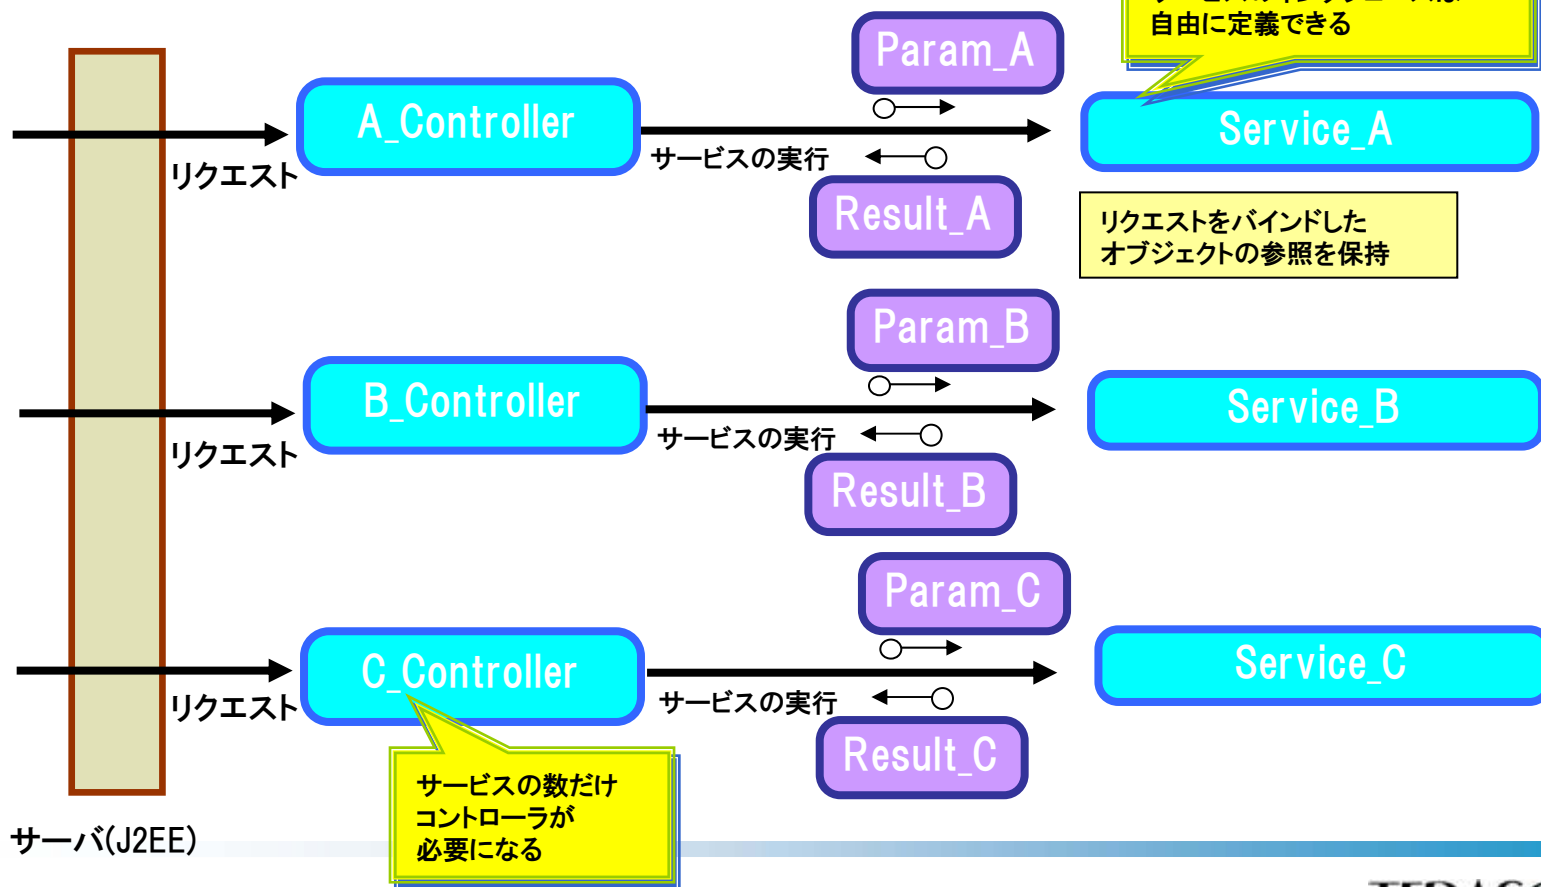 自由に定義できる
Param_A
A_Controller
Service_A
リクエスト
サービスの実行
Result_A
リクエストをバインドした
オブジェクトの参照を保持
Param_B
B_Controller
Service_B
リクエスト
サービスの実行
Result_B
Param_C
C_Controller
Service_C
リクエスト
サービスの実行
Result_C
サービスの数だけ
コントローラが
必要になる
サーバ(J2EE)